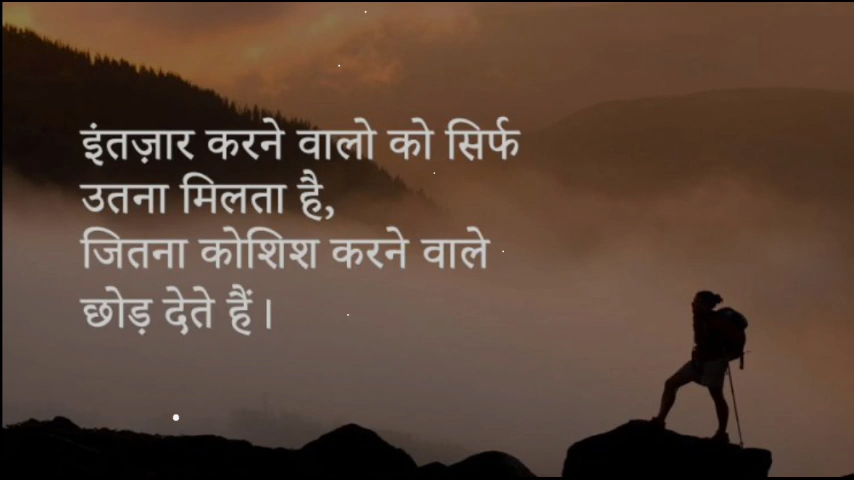 इंतज़ार करने वालो को सिर्फ
उतना मिलता है,
जितना कोशिश करने वाले
छोड़ देते हैं।